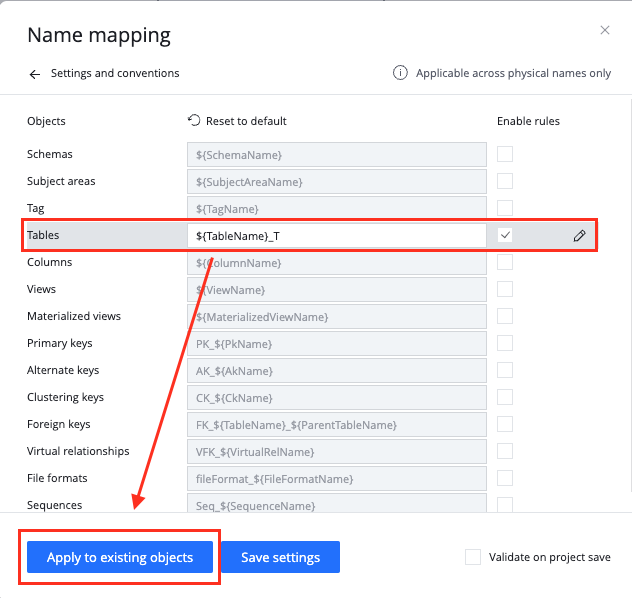 Name mapping
Settings and conventions
Applicable across physical names only
Objects
Reset to default
Enable rules
Schemas
${SchemaName}
Subject areas
${SubjectAreaName}
Tag
${TagName}
Tables
${TableName}_T
Columns
${ColumnName}
Views
${ViewName}
Materialized views
${MaterializedViewName}
Primary keys
PK_${PkName}
Alternate keys
AK_${AkName}
Clustering keys
CK_${CkName}
Foreign keys
FK_${TableName}_${ParentTableName}
Virtual relationships
VFK_${VirtualRelName}
File formats
fileFormat_${FileFormatName}
Sequences
Seq_${SequenceName}
Apply to existing objects
Save settings
Validate on project save